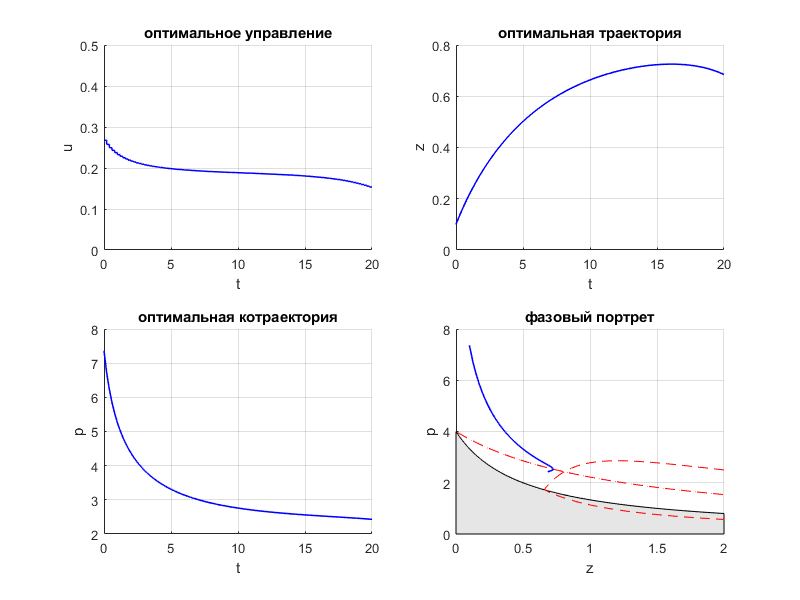 оптимальное управление
0.5
0.4
0.3
0.2
0.1
0
u
0 5 10 15 20
t
оптимальная траектория
0.8
0.6
0.4
0.2
0
z
0 5 10 15 20
t
оптимальная котраектория
8
7
6
5
4
3
2
p
0 5 10 15 20
t
фазовый портрет
8
6
4
2
0
p
0 0.5 1 1.5 2
z